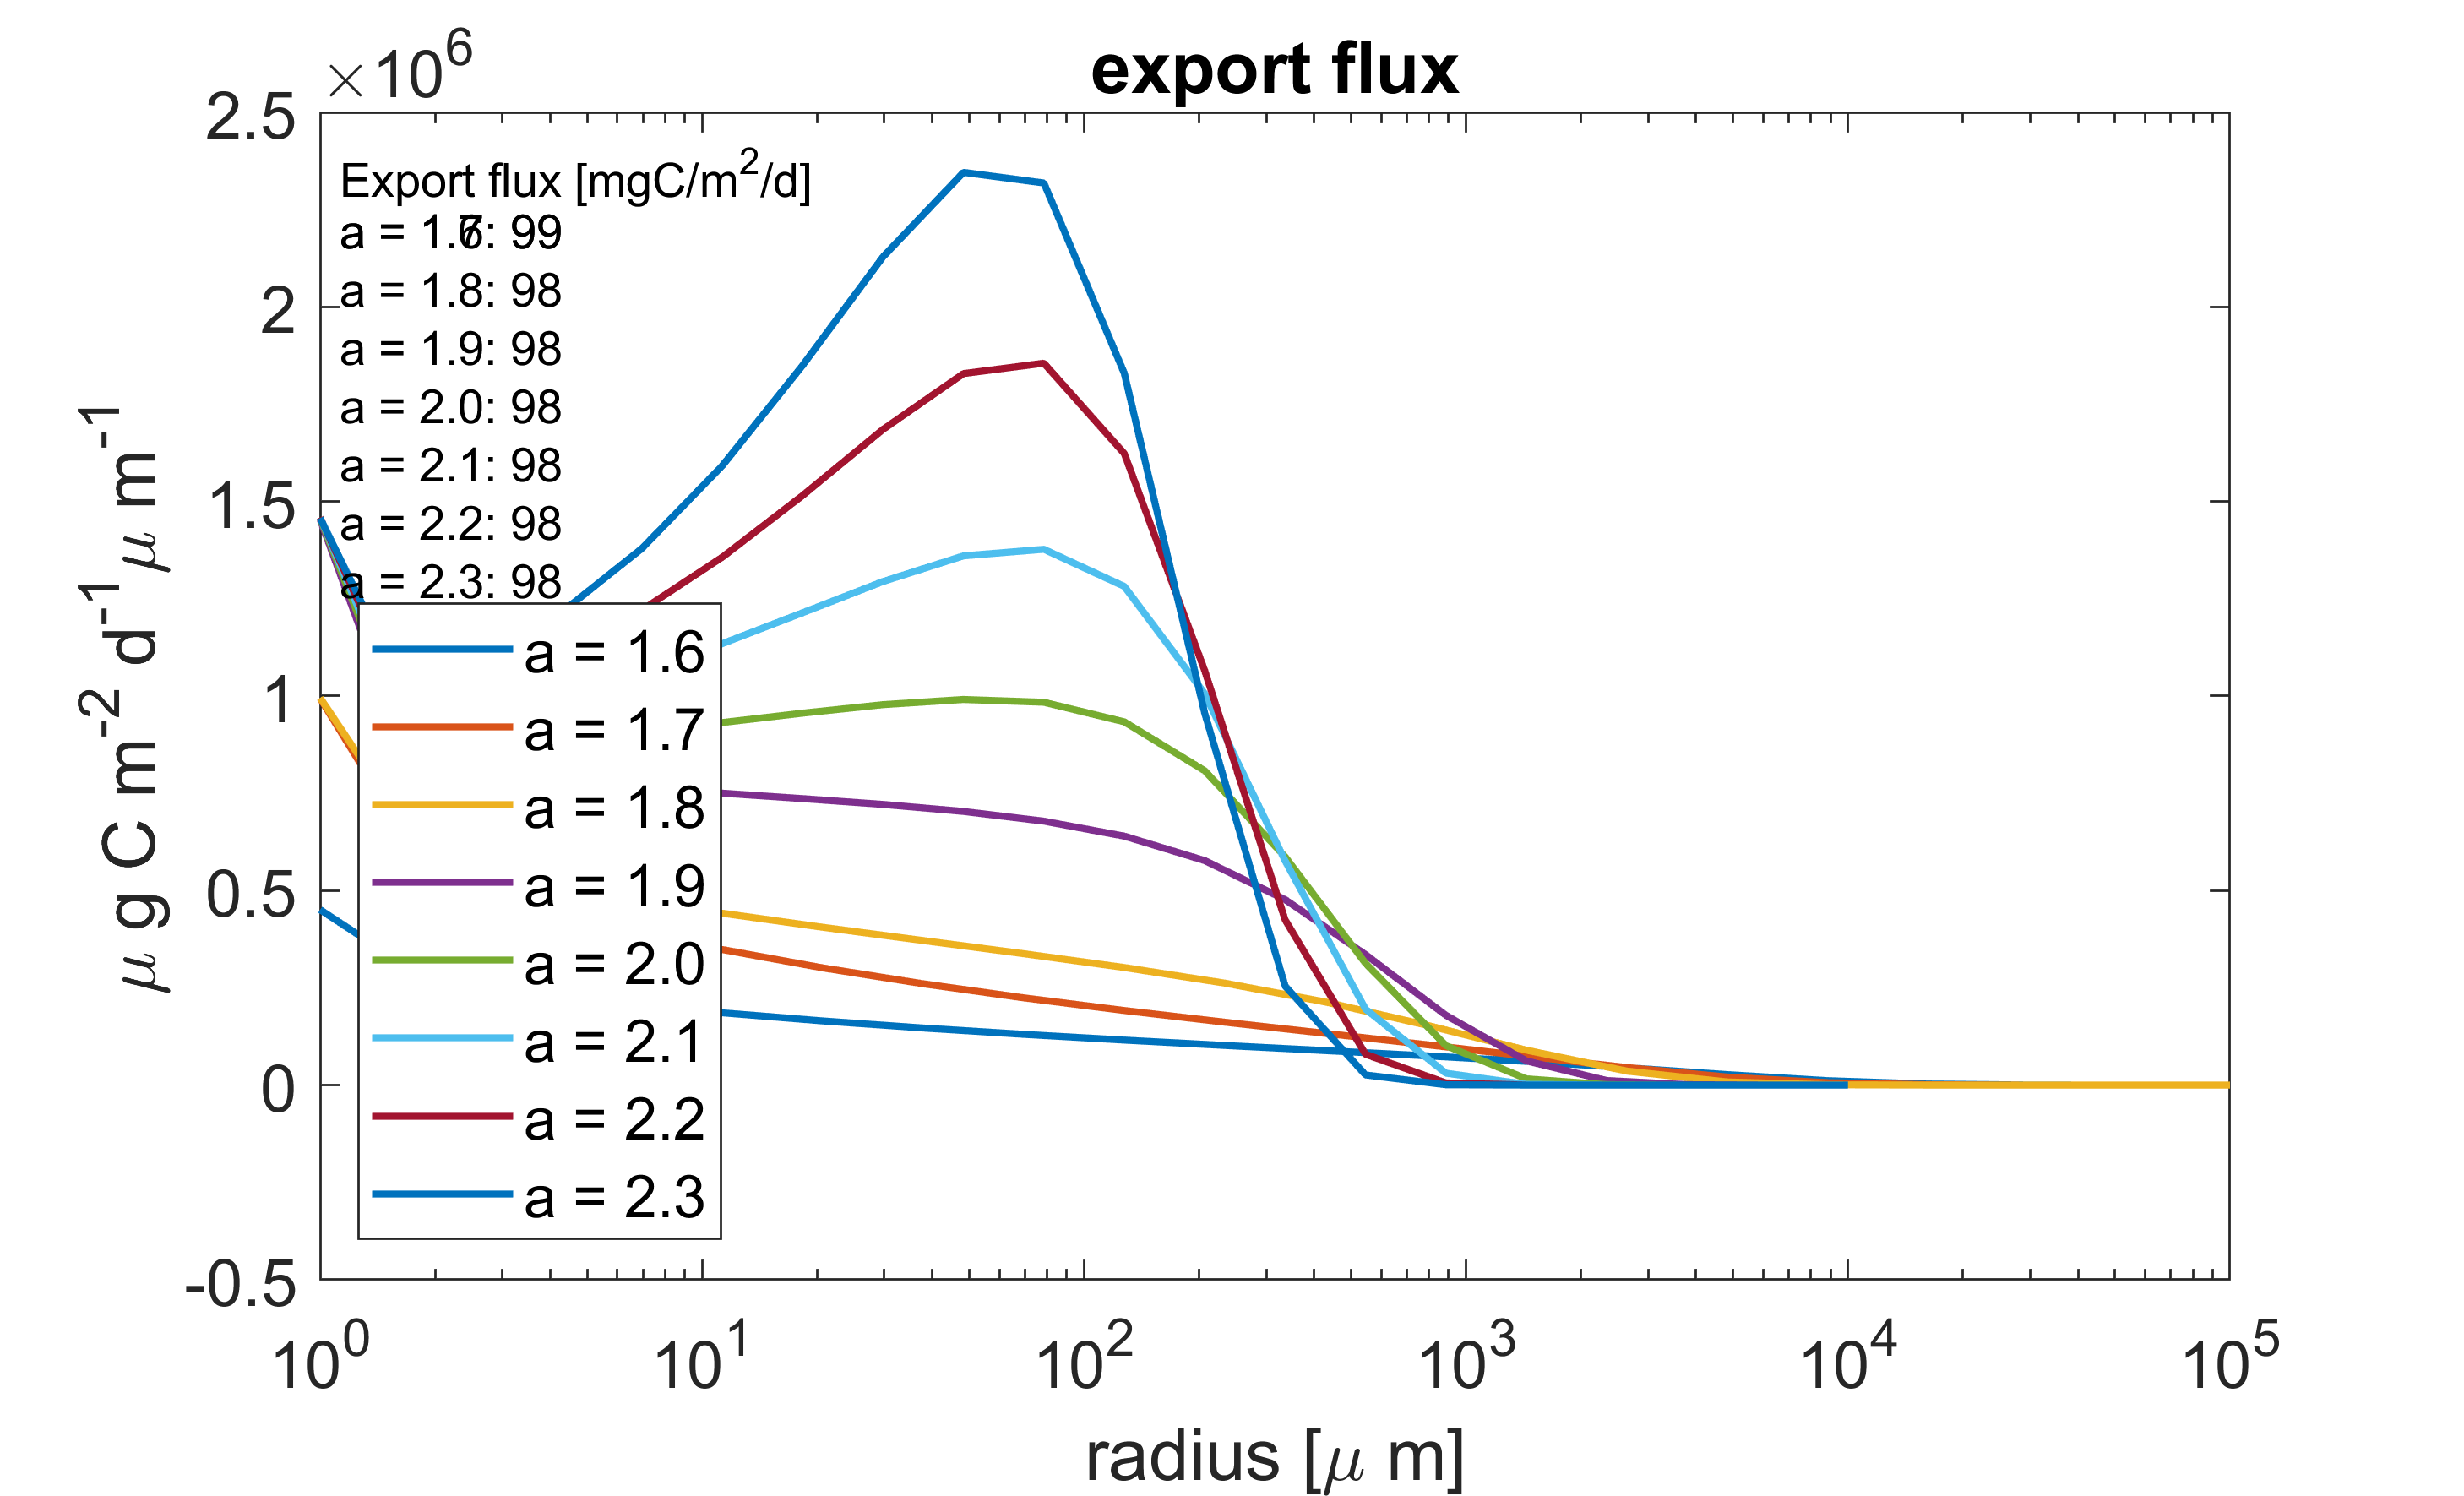 export flux
×10^6
2.5
2
1.5
1
0.5
0
-0.5
μ g C m^-2 d^-1 μ m^-1
Export flux [mgC/m^2/d]
a = 1.8: 98
a = 1.9: 98
a = 2.0: 98
a = 2.1: 98
a = 2.2: 98
a = 2.3: 98
a = 1.6
a = 1.7
a = 1.8
a = 1.9
a = 2.0
a = 2.1
a = 2.2
a = 2.3
10^0 10^1 10^2 10^3 10^4 10^5
radius [μ m]